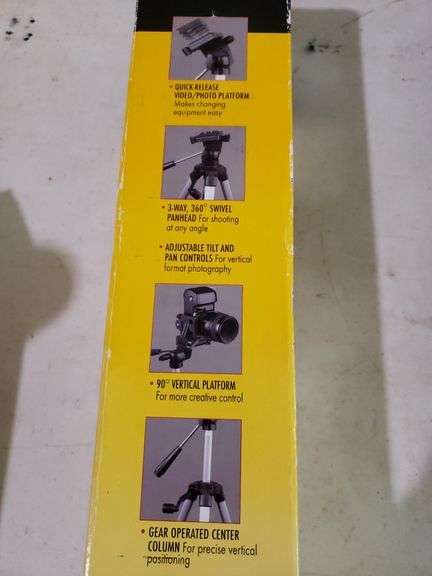 • QUICK-RELEASE
VIDEO/PHOTO PLATFORM
Makes changing
equipment easy
• 3-WAY, 360° SWIVEL
PANHEAD For shooting
at any angle
• ADJUSTABLE TILT AND
PAN CONTROLS For vertical
format photography
• 90° VERTICAL PLATFORM
For more creative control
• GEAR OPERATED CENTER
COLUMN For precise vertical
positioning